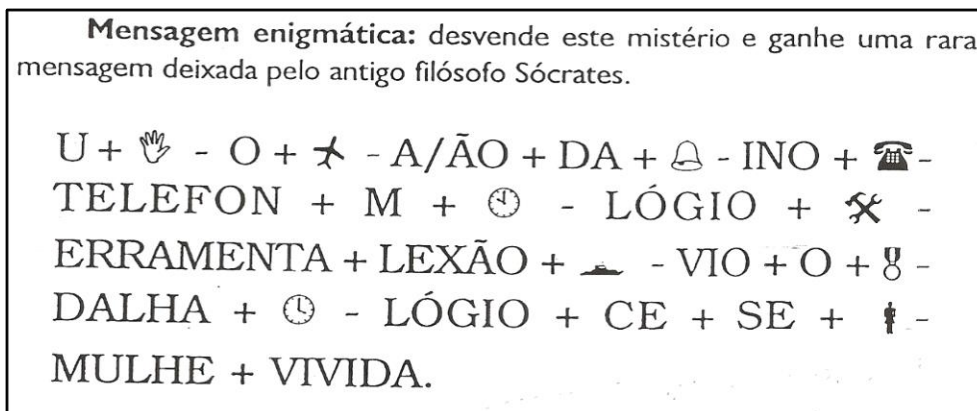 Mensagem enigmática: desvende este mistério e ganhe uma rara
mensagem deixada pelo antigo filósofo Sócrates.
U + 🖐 - O + ✈ - A/ÃO + DA + 🔔 - INO + ☎ -
TELEFON + M + 🕙 - LÓGIO + 🛠 -
ERRAMENTA + LEXÃO + 🚢 - VIO + O + 🎖 -
DALHA + 🕓 - LÓGIO + CE + SE + 🚺 -
MULHE + VIVIDA.